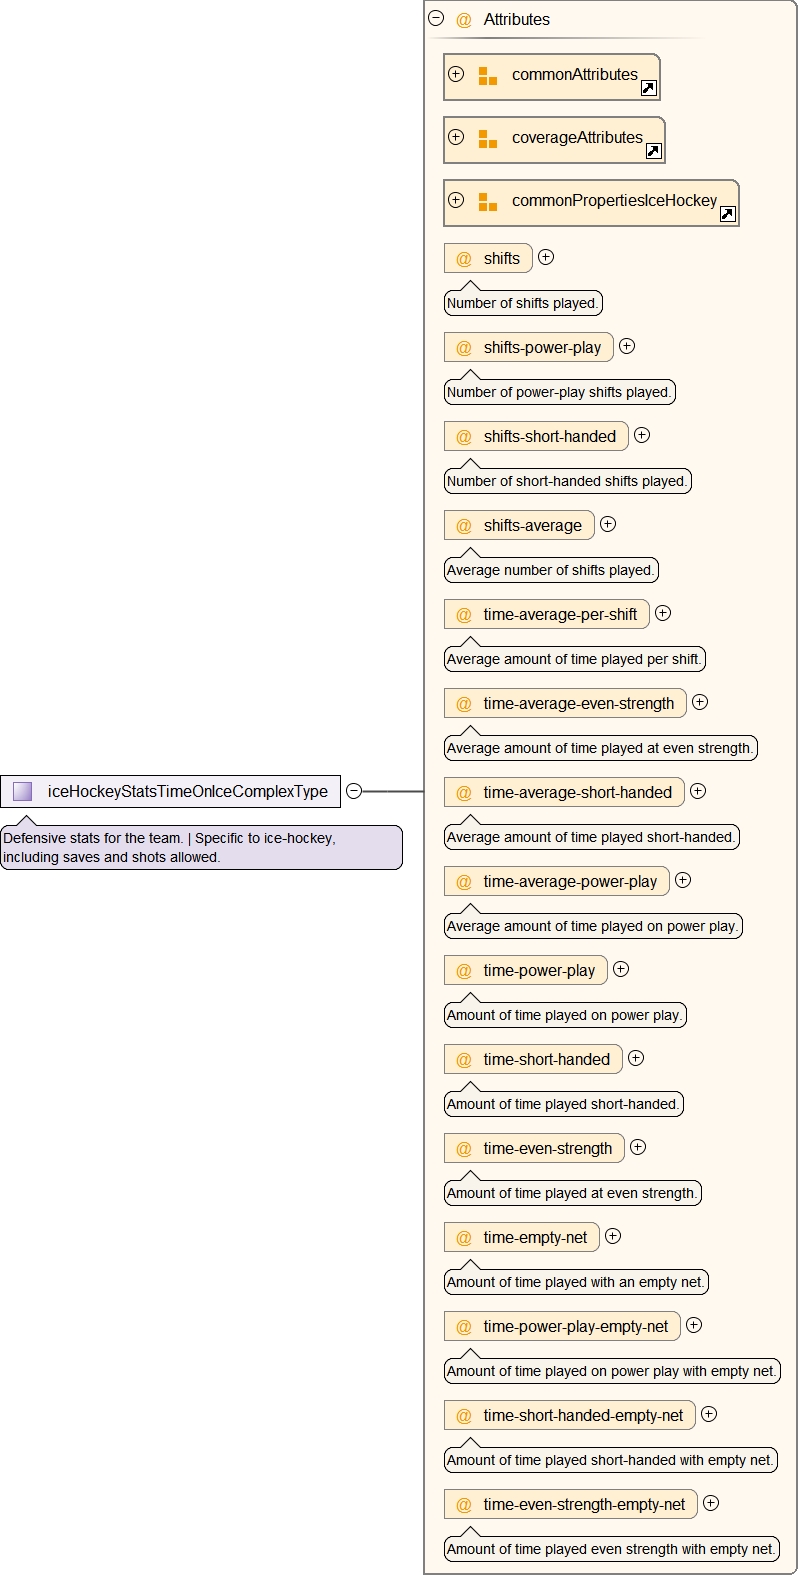 @ Attributes
commonAttributes
coverageAttributes
commonPropertiesIceHockey
@ shifts
Number of shifts played.
@ shifts-power-play
Number of power-play shifts played.
@ shifts-short-handed
Number of short-handed shifts played.
@ shifts-average
Average number of shifts played.
@ time-average-per-shift
Average amount of time played per shift.
@ time-average-even-strength
Average amount of time played at even strength.
iceHockeyStatsTimeOnIceComplexType
Defensive stats for the team. | Specific to ice-hockey,
including saves and shots allowed.
@ time-average-short-handed
Average amount of time played short-handed.
@ time-average-power-play
Average amount of time played on power play.
@ time-power-play
Amount of time played on power play.
@ time-short-handed
Amount of time played short-handed.
@ time-even-strength
Amount of time played at even strength.
@ time-empty-net
Amount of time played with an empty net.
@ time-power-play-empty-net
Amount of time played on power play with empty net.
@ time-short-handed-empty-net
Amount of time played short-handed with empty net.
@ time-even-strength-empty-net
Amount of time played even strength with empty net.